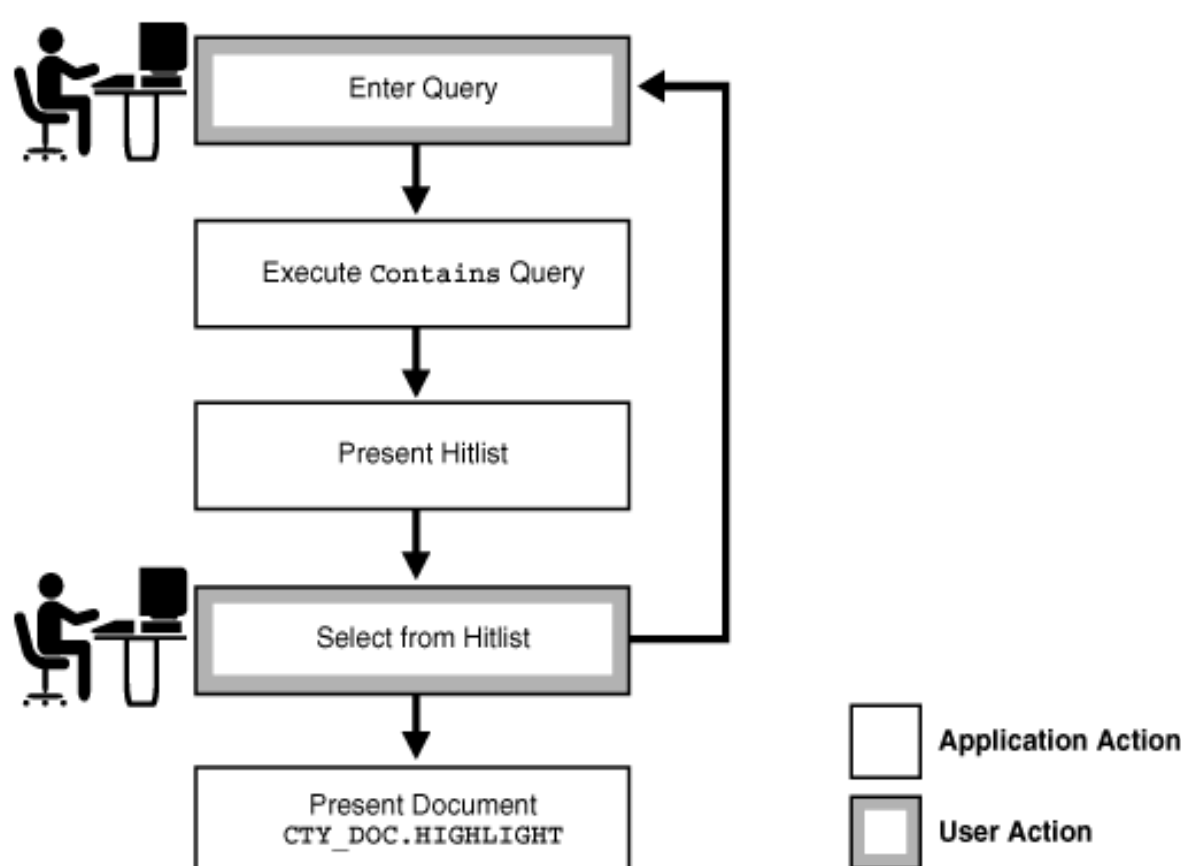 Enter Query
Execute Contains Query
Present Hitlist
Select from Hitlist
Present Document
CTY_DOC.HIGHLIGHT
Application Action
User Action